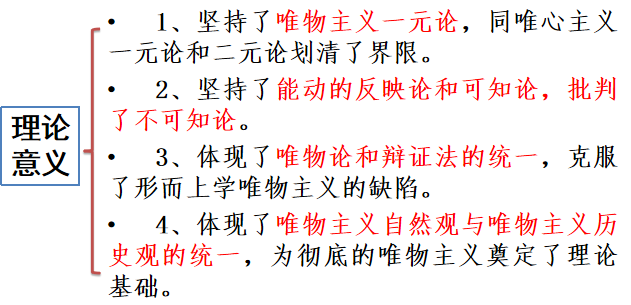 理论
意义
• 1、坚持了唯物主义一元论，同唯心主义
一元论和二元论划清了界限。
• 2、坚持了能动的反映论和可知论，批判
了不可知论。
• 3、体现了唯物论和辩证法的统一，克服
了形而上学唯物主义的缺陷。
• 4、体现了唯物主义自然观与唯物主义历
史观的统一，为彻底的唯物主义奠定了理论
基础。